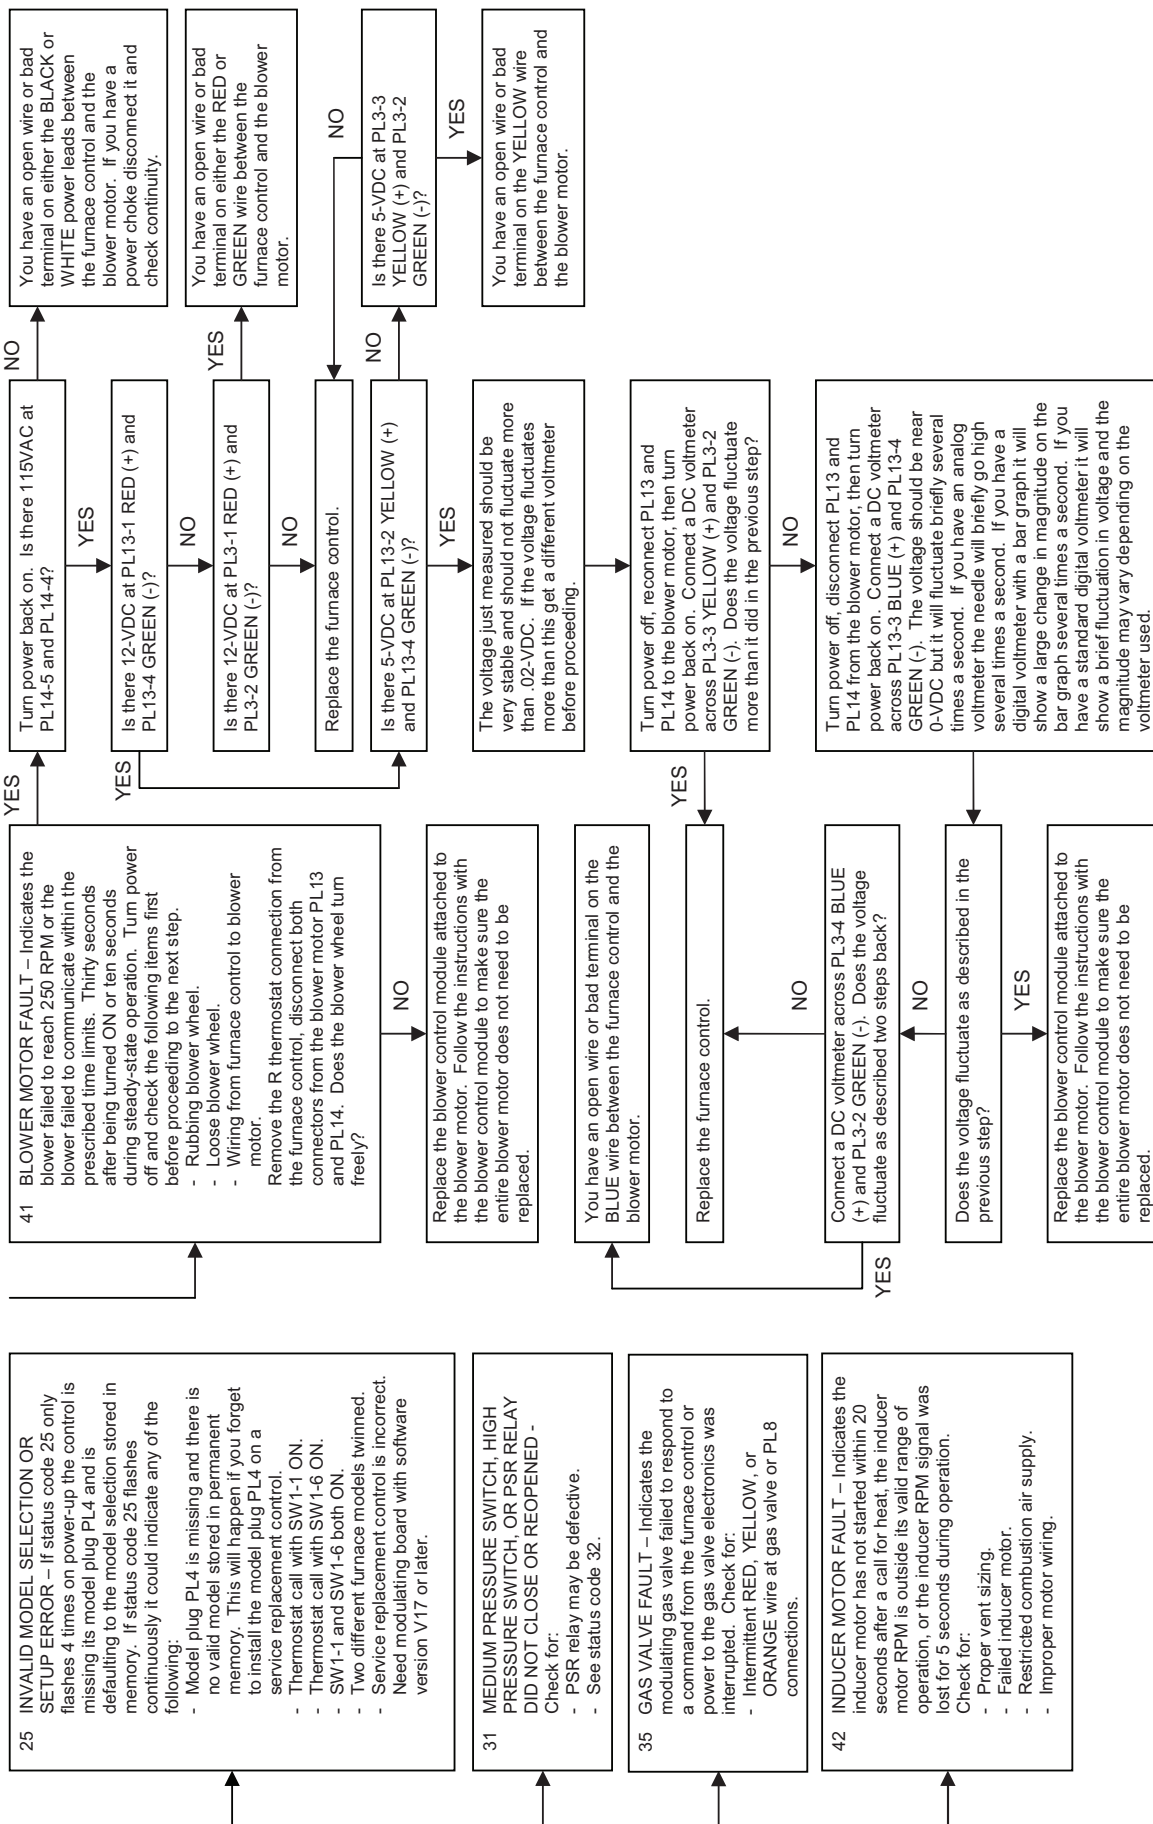 25 INVALID MODEL SELECTION OR
SETUP ERROR – If status code 25 only
flashes 4 times on power-up the control is
missing its model plug PL4 and is
defaulting to the model selection stored in
memory. If status code 25 flashes
continuously it could indicate any of the
following:
- Model plug PL4 is missing and there is
no valid model stored in permanent
memory. This will happen if you forget
to install the model plug PL4 on a
service replacement control.
- Thermostat call with SW1-1 ON.
- Thermostat call with SW1-6 ON.
- SW1-1 and SW1-6 both ON.
- Two different furnace models twinned.
- Service replacement control is incorrect.
Need modulating board with software
version V17 or later.
31 MEDIUM PRESSURE SWITCH, HIGH
PRESSURE SWITCH, OR PSR RELAY
DID NOT CLOSE OR REOPENED -
Check for:
- PSR relay may be defective.
- See status code 32.
35 GAS VALVE FAULT – Indicates the
modulating gas valve failed to respond to
a command from the furnace control or
power to the gas valve electronics was
interrupted. Check for:
- Intermittent RED, YELLOW, or
ORANGE wire at gas valve or PL8
connections.
42 INDUCER MOTOR FAULT – Indicates the
inducer motor has not started within 20
seconds after a call for heat, the inducer
motor RPM is outside its valid range of
operation, or the inducer RPM signal was
lost for 5 seconds during operation.
Check for:
- Proper vent sizing.
- Failed inducer motor.
- Restricted combustion air supply.
- Improper motor wiring.
41 BLOWER MOTOR FAULT – Indicates the
blower failed to reach 250 RPM or the
blower failed to communicate within the
prescribed time limits. Thirty seconds
after being turned ON or ten seconds
during steady-state operation. Turn power
off and check the following items first
before proceeding to the next step.
- Rubbing blower wheel.
- Loose blower wheel.
- Wiring from furnace control to blower
motor.
Remove the R thermostat connection from
the furnace control, disconnect both
connectors from the blower motor PL13
and PL14. Does the blower wheel turn
freely?
YES
NO
Replace the blower control module attached to
the blower motor. Follow the instructions with
the blower control module to make sure the
entire blower motor does not need to be
replaced.
You have an open wire or bad terminal on the
BLUE wire between the furnace control and the
blower motor.
Replace the furnace control.
NO
Connect a DC voltmeter across PL3-4 BLUE
(+) and PL3-2 GREEN (-). Does the voltage
fluctuate as described two steps back?
YES
NO
Does the voltage fluctuate as described in the
previous step?
YES
Replace the blower control module attached to
the blower motor. Follow the instructions with
the blower control module to make sure the
entire blower motor does not need to be
replaced.
Turn power back on. Is there 115VAC at
PL14-5 and PL14-4?
NO
YES
Is there 12-VDC at PL13-1 RED (+) and
PL13-4 GREEN (-)?
YES
NO
Is there 12-VDC at PL3-1 RED (+) and
PL3-2 GREEN (-)?
YES
NO
Replace the furnace control.
Is there 5-VDC at PL13-2 YELLOW (+)
and PL13-4 GREEN (-)?
NO
YES
The voltage just measured should be
very stable and should not fluctuate more
than .02-VDC. If the voltage fluctuates
more than this get a different voltmeter
before proceeding.
Turn power off, reconnect PL13 and
PL14 to the blower motor, then turn
power back on. Connect a DC voltmeter
across PL3-3 YELLOW (+) and PL3-2
GREEN (-). Does the voltage fluctuate
more than it did in the previous step?
YES
NO
Turn power off, disconnect PL13 and
PL14 from the blower motor, then turn
power back on. Connect a DC voltmeter
across PL13-3 BLUE (+) and PL13-4
GREEN (-). The voltage should be near
0-VDC but it will fluctuate briefly several
times a second. If you have an analog
voltmeter the needle will briefly go high
several times a second. If you have a
digital voltmeter with a bar graph it will
show a large change in magnitude on the
bar graph several times a second. If you
have a standard digital voltmeter it will
show a brief fluctuation in voltage and the
magnitude may vary depending on the
voltmeter used.
You have an open wire or bad
terminal on either the BLACK or
WHITE power leads between
the furnace control and the
blower motor. If you have a
power choke disconnect it and
check continuity.
You have an open wire or bad
terminal on either the RED or
GREEN wire between the
furnace control and the blower
motor.
NO
Is there 5-VDC at PL3-3
YELLOW (+) and PL3-2
GREEN (-)?
YES
You have an open wire or bad
terminal on the YELLOW wire
between the furnace control and
the blower motor.